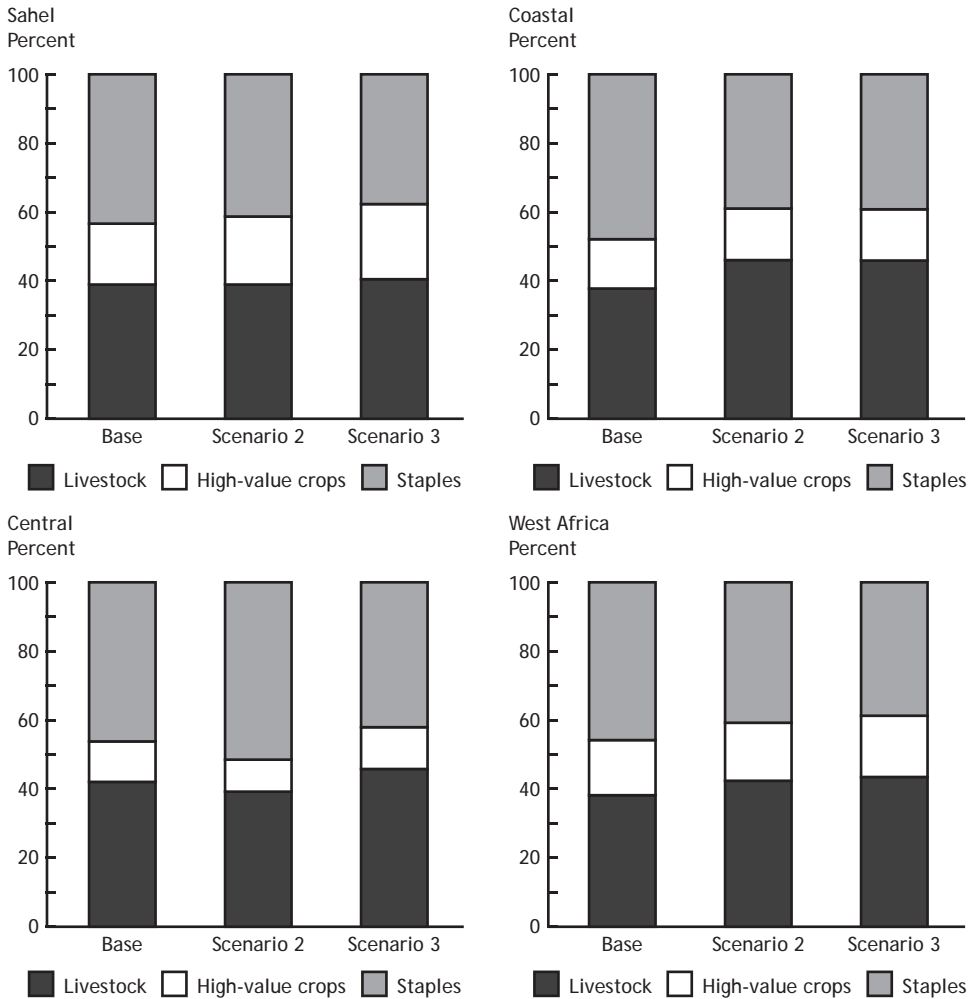 Sahel
Percent
100
80
60
40
20
0
Base Scenario 2 Scenario 3
Livestock High-value crops Staples
Coastal
Percent
100
80
60
40
20
0
Base Scenario 2 Scenario 3
Livestock High-value crops Staples
Central
Percent
100
80
60
40
20
0
Base Scenario 2 Scenario 3
Livestock High-value crops Staples
West Africa
Percent
100
80
60
40
20
0
Base Scenario 2 Scenario 3
Livestock High-value crops Staples